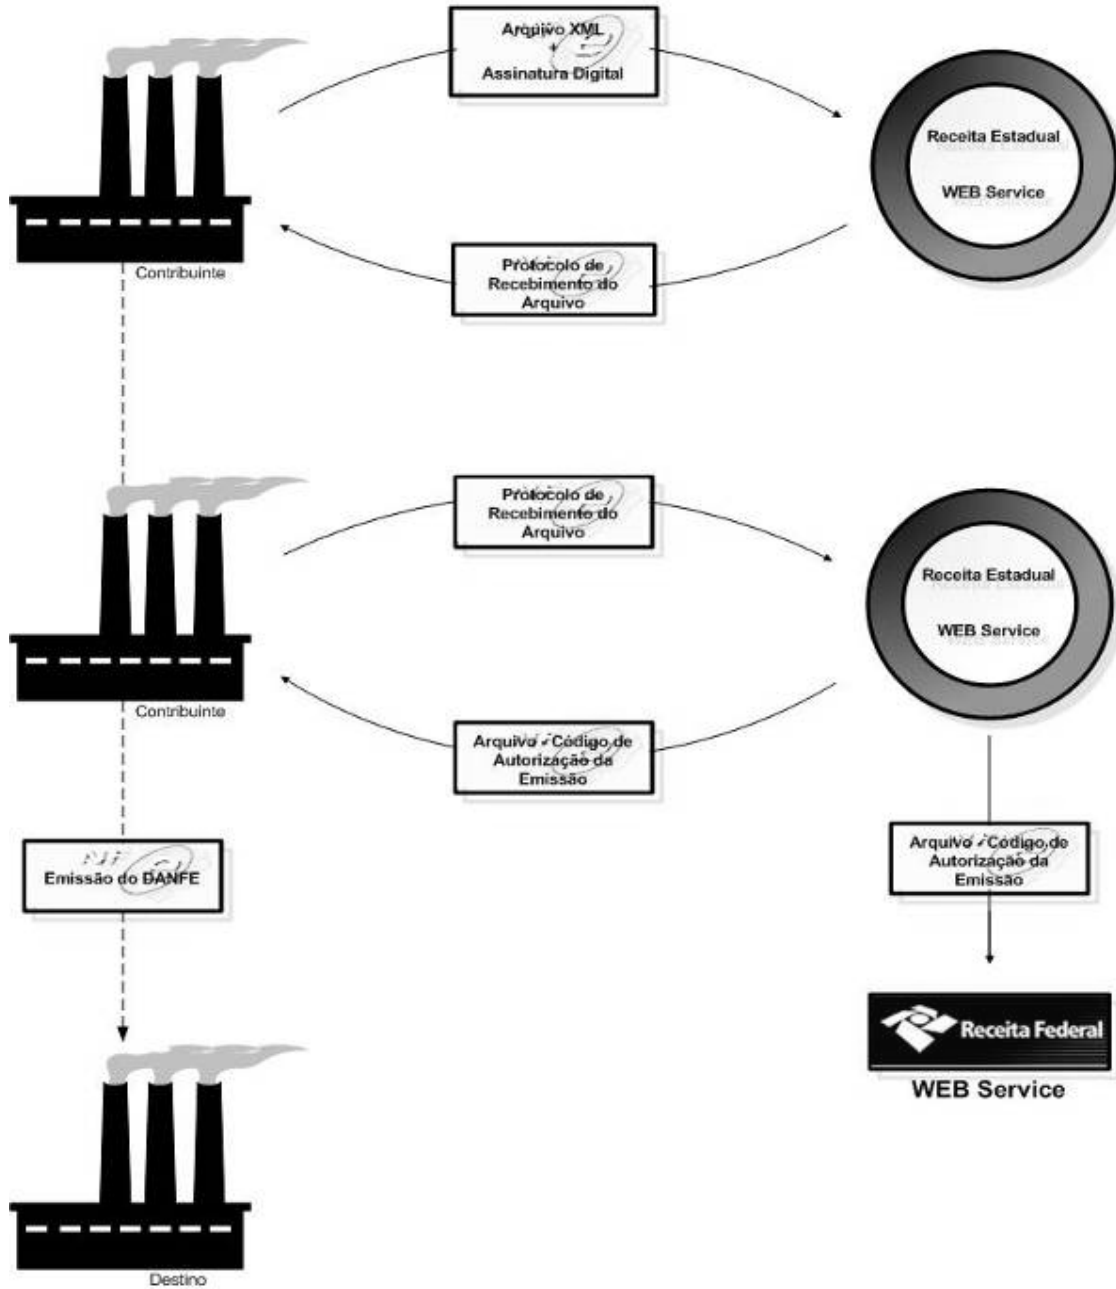 Arquivo XML
+
Assinatura Digital
Receita Estadual
WEB Service
Contribuinte
Protocolo de
Recebimento do
Arquivo
Protocolo de
Recebimento do
Arquivo
Receita Estadual
WEB Service
Contribuinte
Arquivo - Código de
Autorização da
Emissão
Emissão do DANFE
Arquivo - Código de
Autorização da
Emissão
Receita Federal
WEB Service
Destino